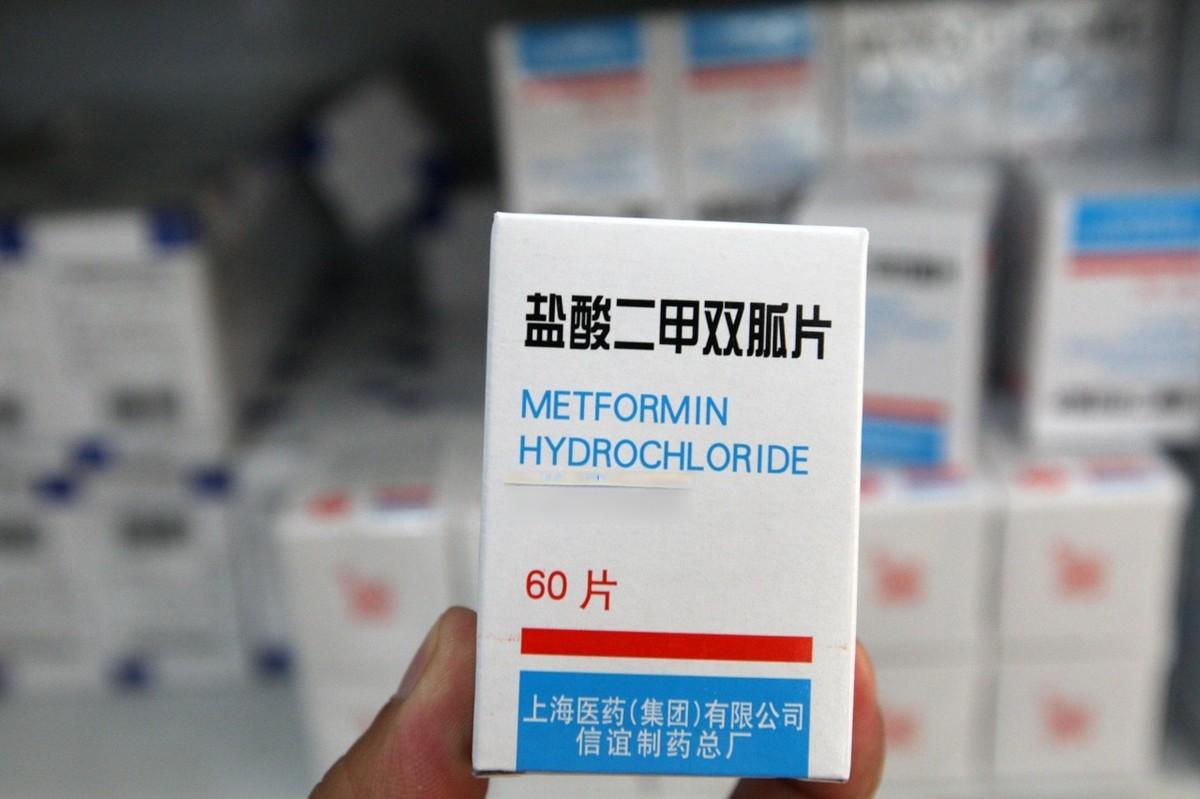 盐酸二甲双胍片
METFORMIN
HYDROCHLORIDE
60 片
上海医药(集团)有限公司
信谊制药总厂